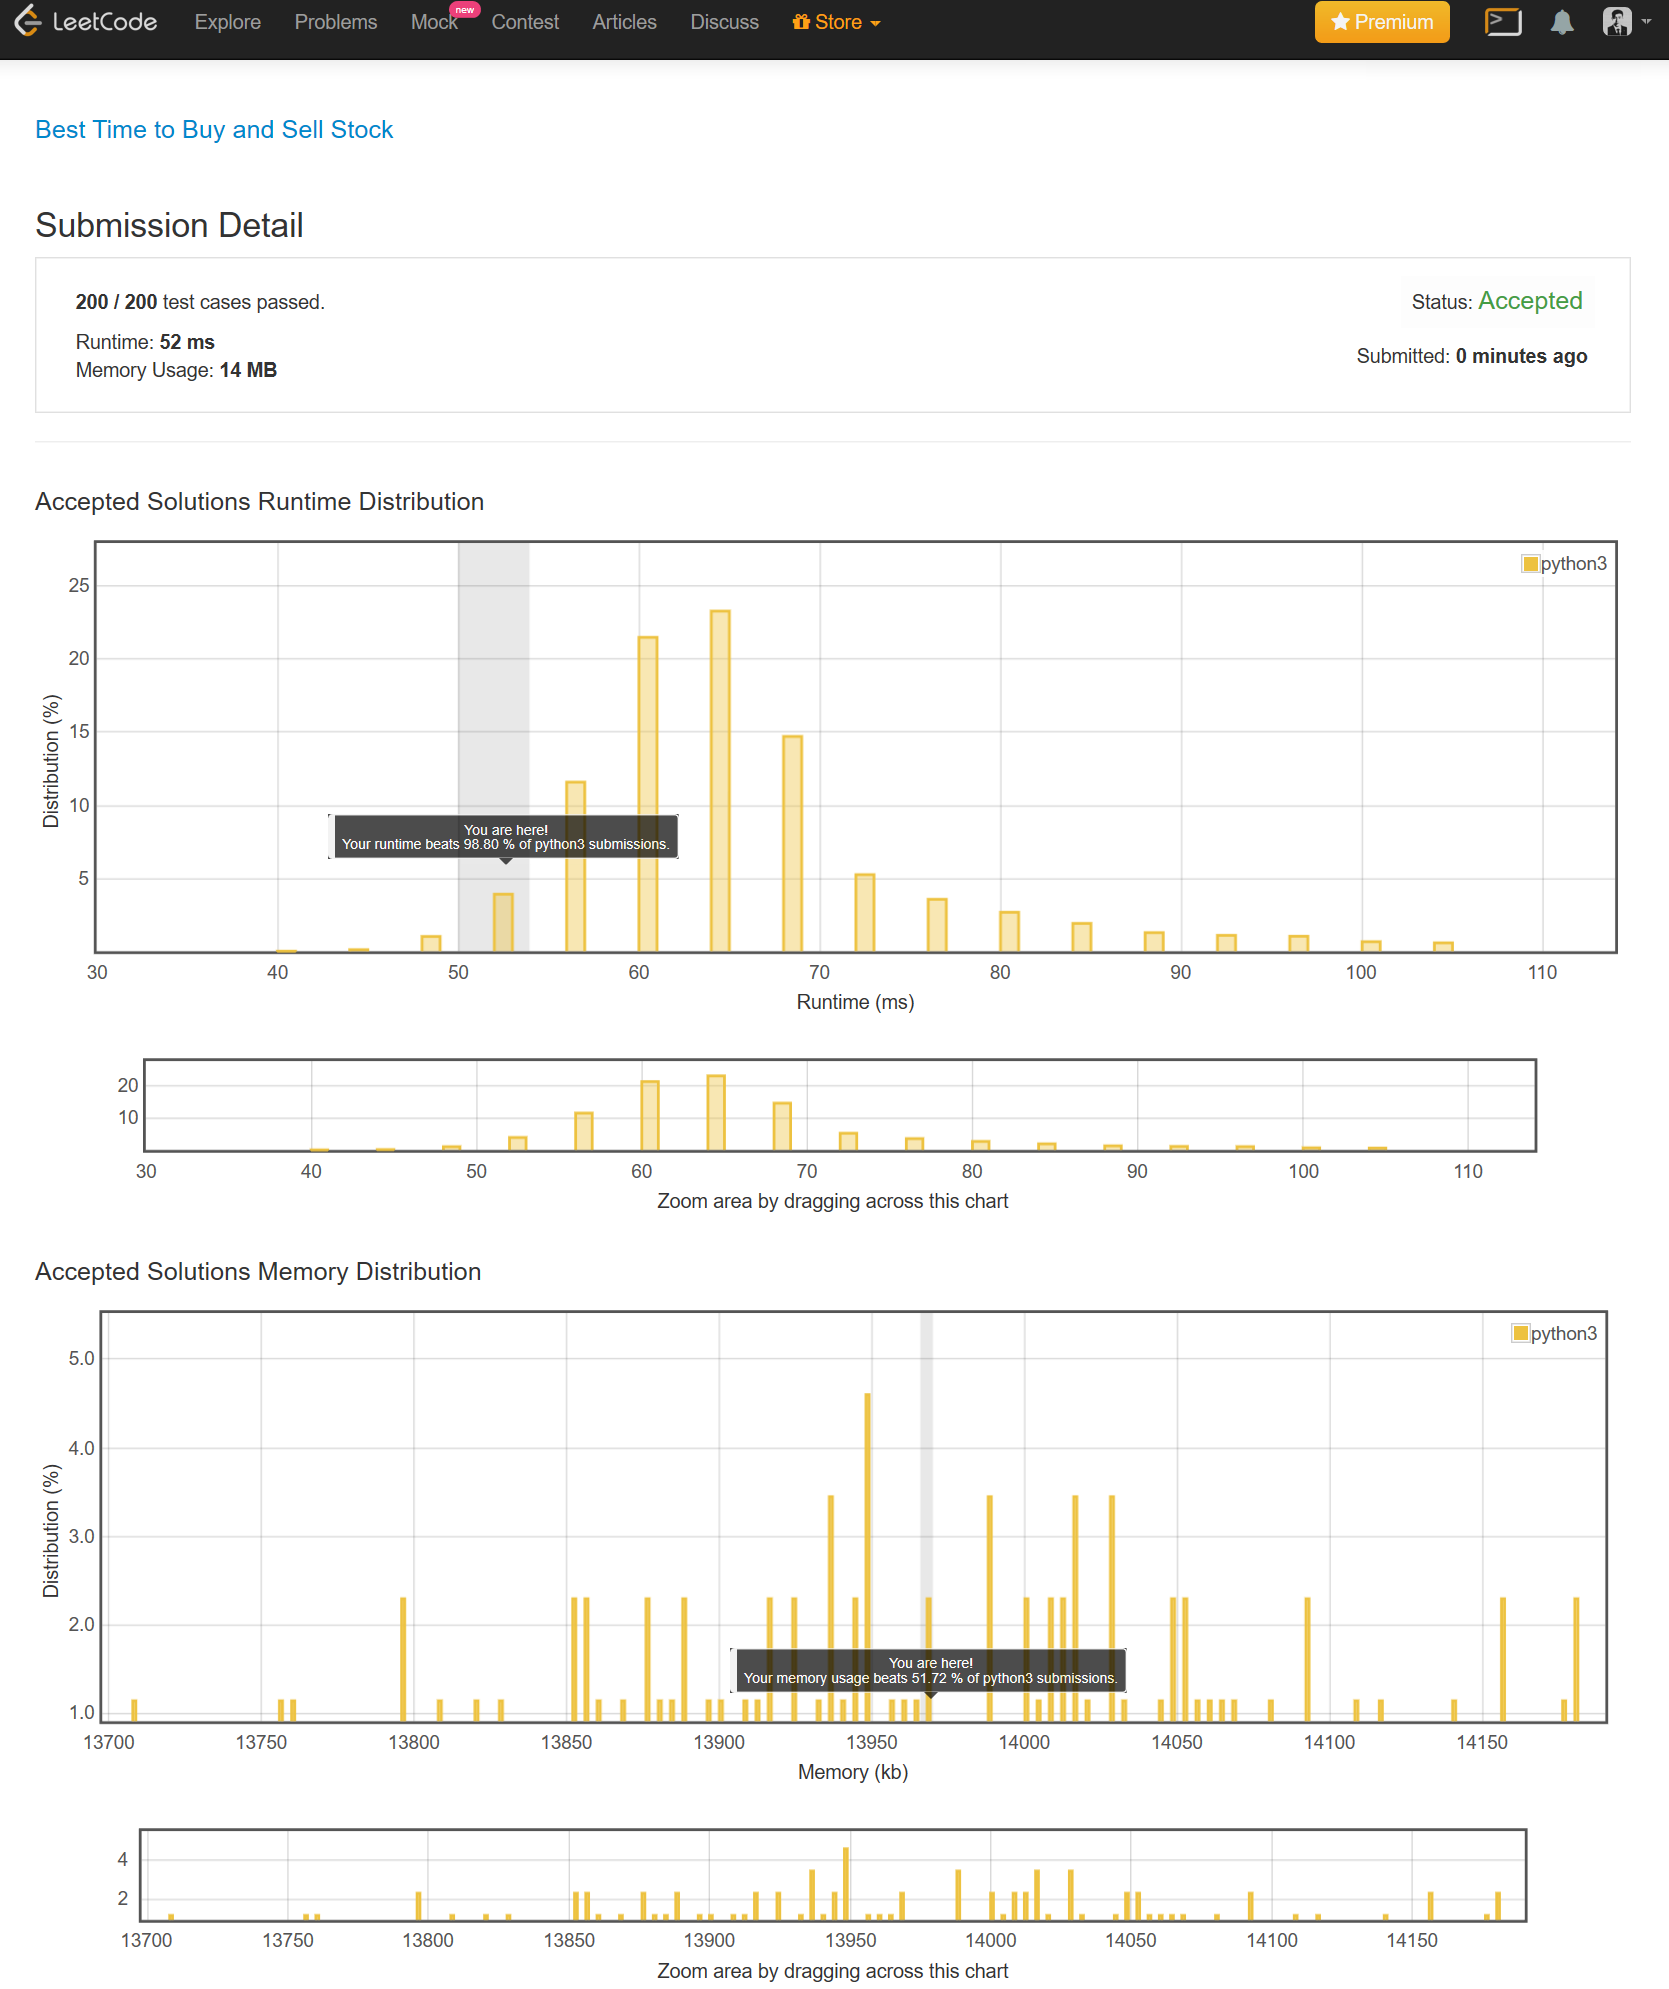 LeetCode Explore Problems Mock new Contest Articles Discuss Store Premium
Best Time to Buy and Sell Stock
Submission Detail
200 / 200 test cases passed.
Status: Accepted
Runtime: 52 ms
Submitted: 0 minutes ago
Memory Usage: 14 MB
Accepted Solutions Runtime Distribution
python3
25
20
15
10
5
Distribution (%)
You are here!
Your runtime beats 98.80 % of python3 submissions.
30 40 50 60 70 80 90 100 110
Runtime (ms)
20
10
30 40 50 60 70 80 90 100 110
Zoom area by dragging across this chart
Accepted Solutions Memory Distribution
python3
5.0
4.0
3.0
2.0
1.0
Distribution (%)
You are here!
Your memory usage beats 51.72 % of python3 submissions.
13700 13750 13800 13850 13900 13950 14000 14050 14100 14150
Memory (kb)
4
2
13700 13750 13800 13850 13900 13950 14000 14050 14100 14150
Zoom area by dragging across this chart